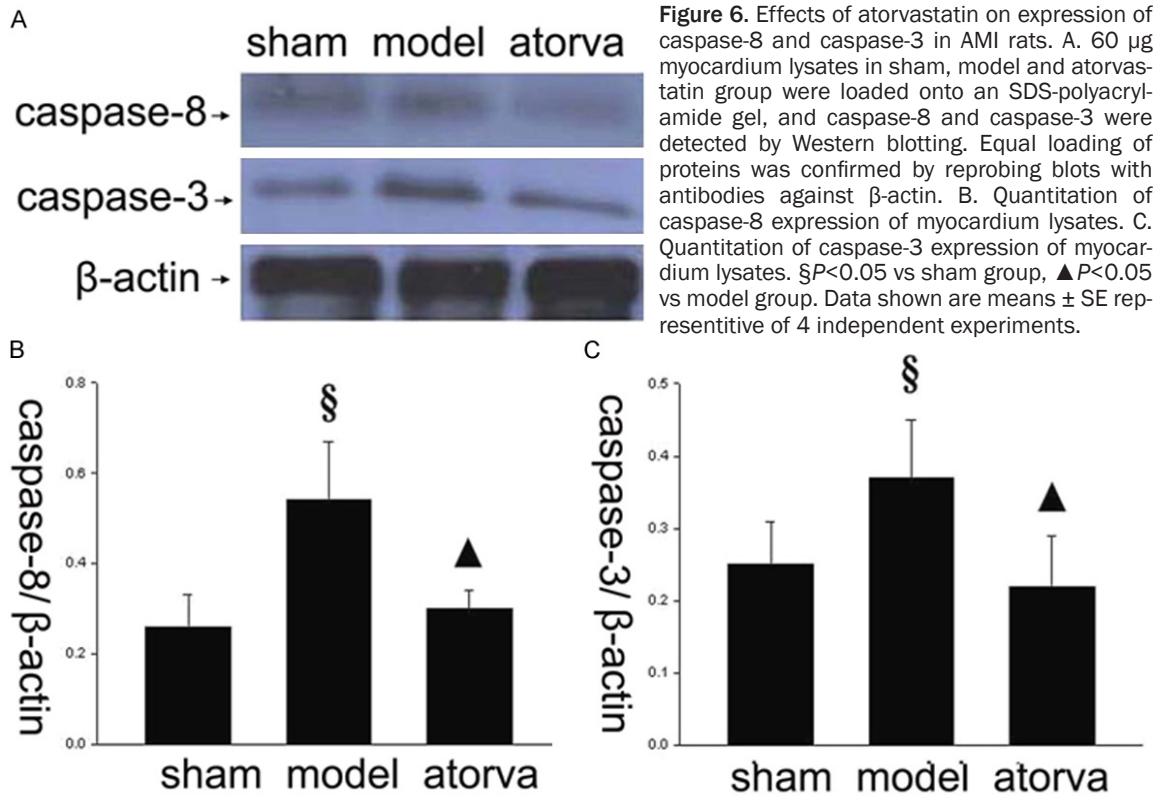 A
sham model atorva
caspase-8→
caspase-3→
β-actin →
Figure 6. Effects of atorvastatin on expression of
caspase-8 and caspase-3 in AMI rats. A. 60 µg
myocardium lysates in sham, model and atorvas-
tatin group were loaded onto an SDS-polyacryl-
amide gel, and caspase-8 and caspase-3 were
detected by Western blotting. Equal loading of
proteins was confirmed by reprobing blots with
antibodies against β-actin. B. Quantitation of
caspase-8 expression of myocardium lysates. C.
Quantitation of caspase-3 expression of myocar-
dium lysates. §P<0.05 vs sham group, ▲P<0.05
vs model group. Data shown are means ± SE rep-
resentitive of 4 independent experiments.
B
caspase-8/ β-actin
0.8
0.6
0.4
0.2
0.0
§
▲
sham model atorva
C
caspase-3/ β-actin
0.5
0.4
0.3
0.2
0.1
0.0
§
▲
sham model atorva